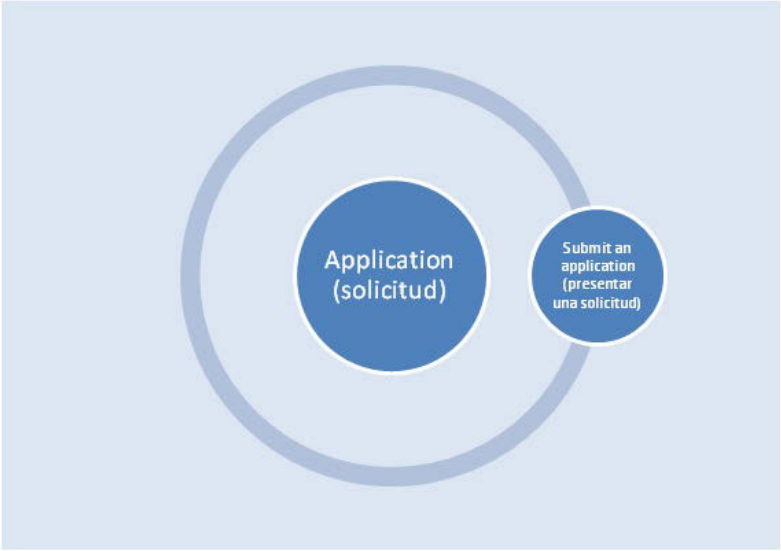 Application
(solicitud)
Submit an
application
(presentar
una solicitud)